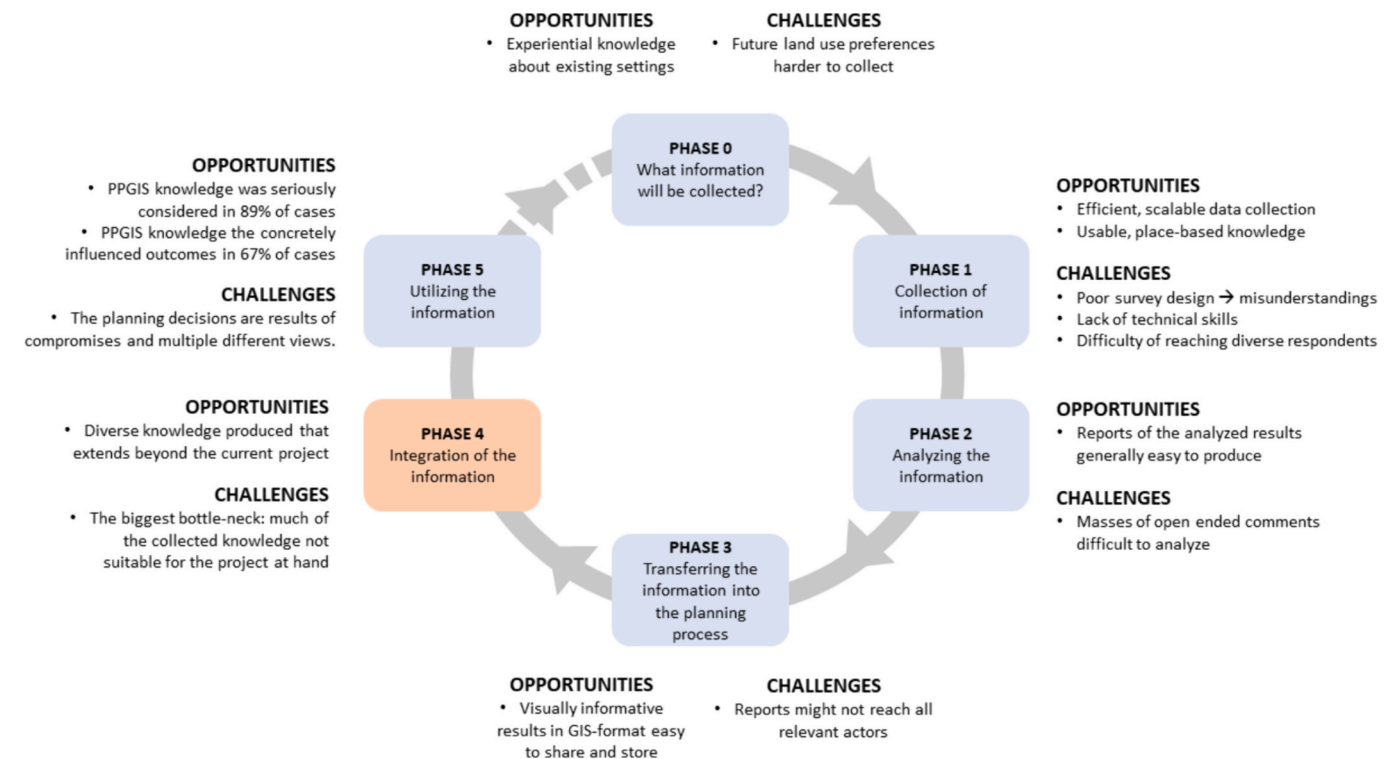 OPPORTUNITIES
• Experiential knowledge
about existing settings
CHALLENGES
• Future land use preferences
harder to collect
PHASE 0
What information
will be collected?
OPPORTUNITIES
• Efficient, scalable data collection
• Usable, place-based knowledge
CHALLENGES
• Poor survey design → misunderstandings
• Lack of technical skills
• Difficulty of reaching diverse respondents
PHASE 1
Collection of
information
OPPORTUNITIES
• Reports of the analyzed results
generally easy to produce
CHALLENGES
• Masses of open ended comments
difficult to analyze
PHASE 2
Analyzing the
information
PHASE 3
Transferring the
information into
the planning
process
OPPORTUNITIES
• Visually informative
results in GIS-format easy
to share and store
CHALLENGES
• Reports might not reach all
relevant actors
PHASE 4
Integration of the
information
OPPORTUNITIES
• Diverse knowledge produced that
extends beyond the current project
CHALLENGES
• The biggest bottle-neck: much of
the collected knowledge not
suitable for the project at hand
PHASE 5
Utilizing the
information
OPPORTUNITIES
• PPGIS knowledge was seriously
considered in 89% of cases
• PPGIS knowledge the concretely
influenced outcomes in 67% of cases
CHALLENGES
• The planning decisions are results of
compromises and multiple different views.